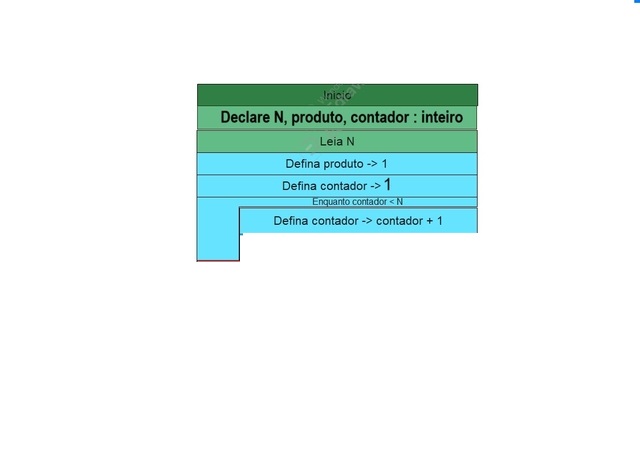 Inicio
Declare N, produto, contador : inteiro
Leia N
Defina produto -> 1
Defina contador -> 1
Enquanto contador < N
Defina contador -> contador + 1